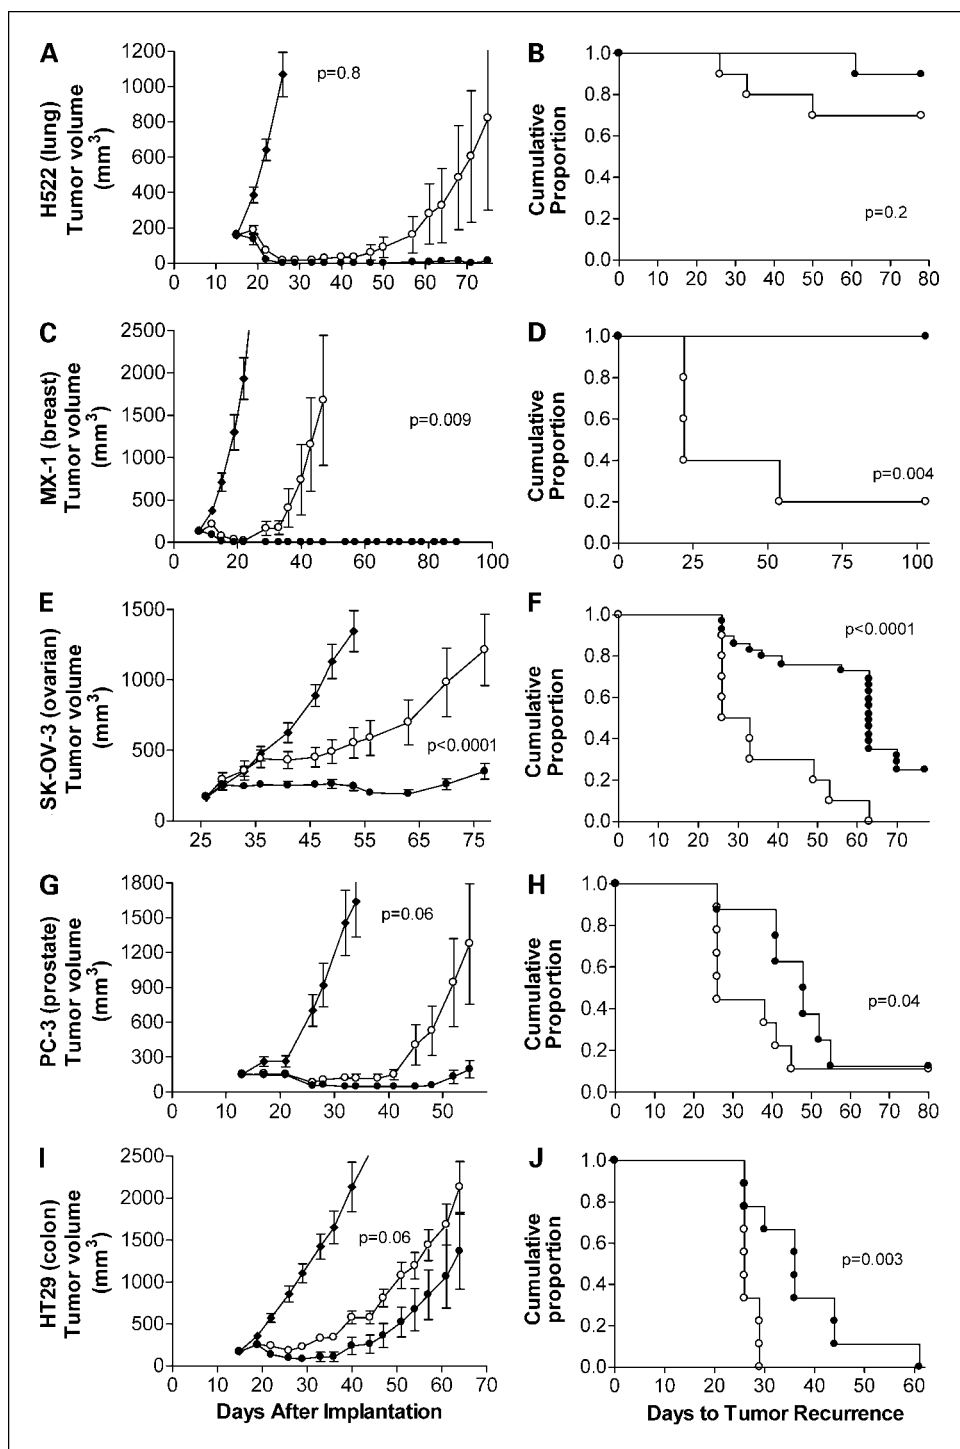 A
H522 (lung)
Tumor volume
(mm3)
1200
1000
800
600
400
200
0
p=0.8
0 10 20 30 40 50 60 70
B
Cumulative
Proportion
1.0
0.8
0.6
0.4
0.2
0.0
p=0.2
0 10 20 30 40 50 60 70 80
C
MX-1 (breast)
Tumor volume
(mm3)
2500
2000
1500
1000
500
0
p=0.009
0 20 40 60 80 100
D
Cumulative
Proportion
1.0
0.8
0.6
0.4
0.2
0.0
p=0.004
0 25 50 75 100
E
SK-OV-3 (ovarian)
Tumor volume
(mm3)
1500
1000
500
0
p<0.0001
25 35 45 55 65 75
F
Cumulative
Proportion
1.0
0.8
0.6
0.4
0.2
0.0
p<0.0001
0 10 20 30 40 50 60 70
G
PC-3 (prostate)
Tumor volume
(mm3)
1800
1500
1200
900
600
300
0
p=0.06
0 10 20 30 40 50
H
Cumulative
Proportion
1.0
0.8
0.6
0.4
0.2
0.0
p=0.04
0 10 20 30 40 50 60 70 80
I
HT29 (colon)
Tumor volume
(mm3)
2500
2000
1500
1000
500
0
p=0.06
0 10 20 30 40 50 60 70
Days After Implantation
J
Cumulative
proportion
1.0
0.8
0.6
0.4
0.2
0.0
p=0.003
0 10 20 30 40 50 60
Days to Tumor Recurrence